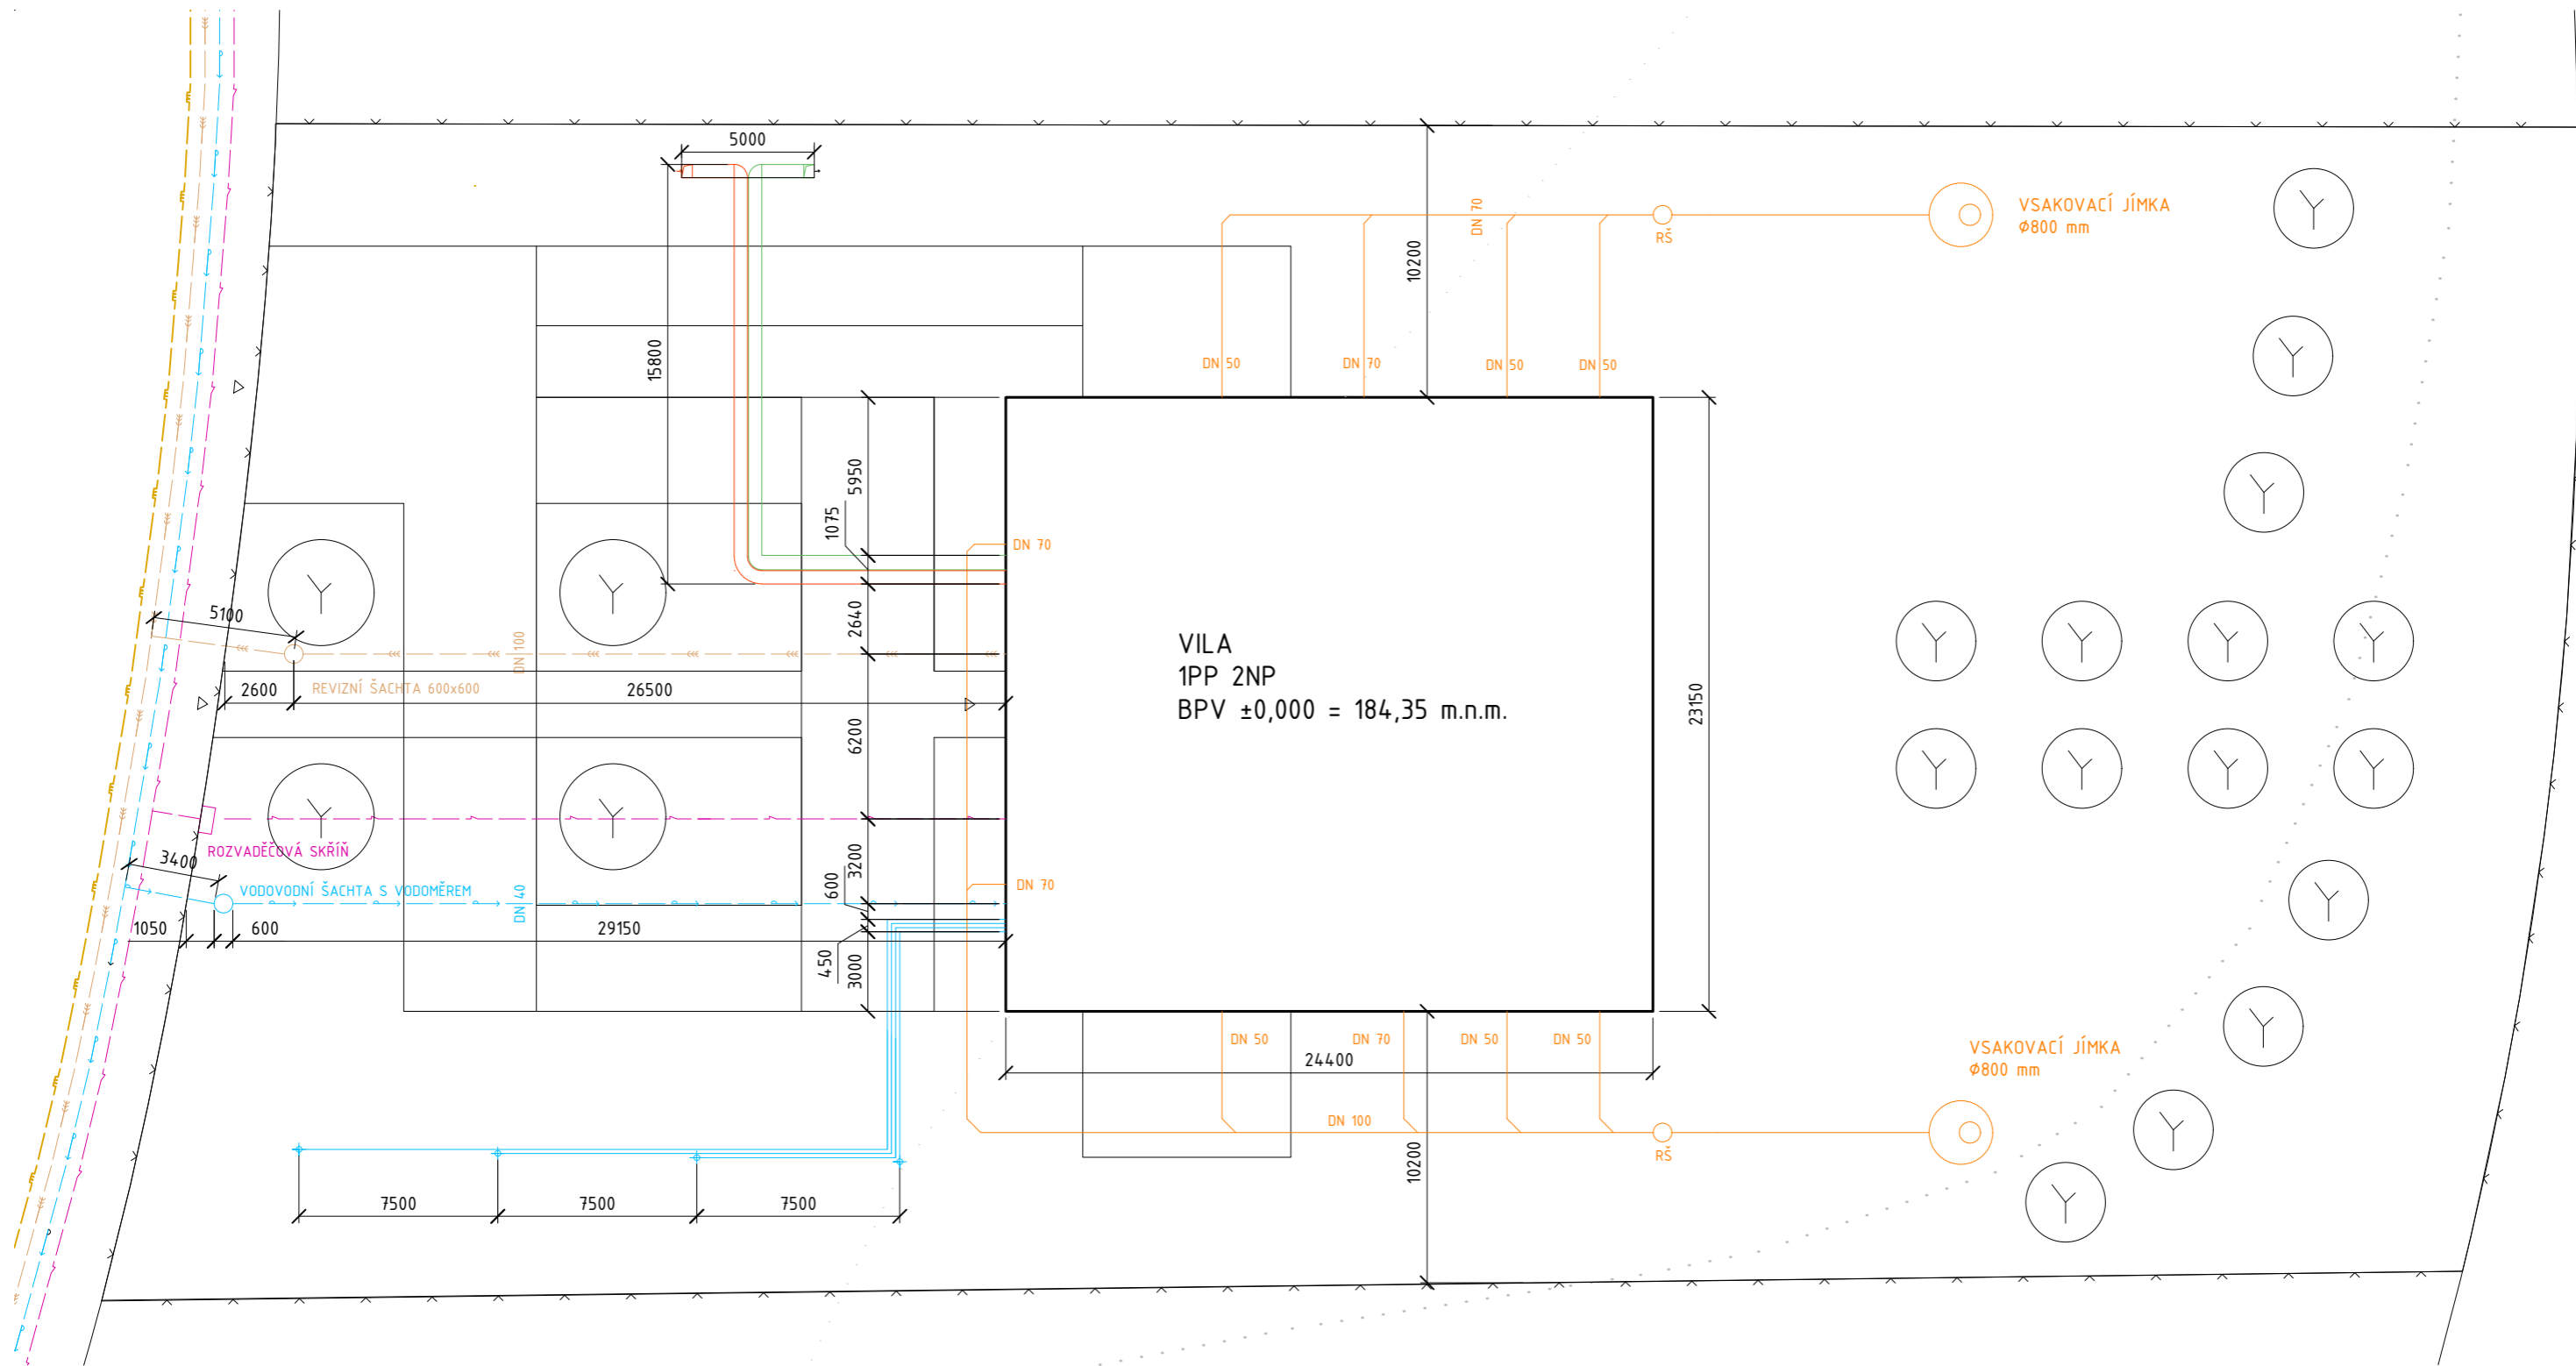 5000
VSAKOVACÍ JÍMKA
Ø800 mm
DN 70
RŠ
10200
15800
DN 50
DN 70
DN 50
DN 50
5950
1075
DN 70
5100
2640
DN 100
VILA
1PP 2NP
BPV ±0,000 = 184,35 m.n.m.
2600
REVIZNÍ ŠACHTA 600x600
26500
23150
6200
ROZVADĚČOVÁ SKŘÍŇ
3400
3200
600
VODOVODNÍ ŠACHTA S VODOMĚREM
DN 40
DN 70
1050
600
29150
450
3000
DN 50
DN 70
DN 50
DN 50
24400
VSAKOVACÍ JÍMKA
Ø800 mm
DN 100
RŠ
10200
7500
7500
7500